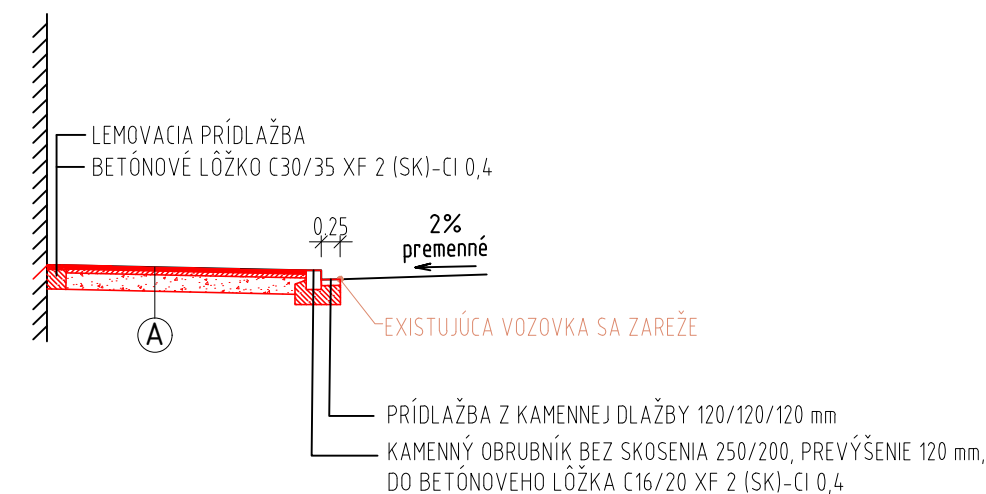 LEMOVACIA PRÍDLAŽBA
BETÓNOVÉ LÔŽKO C30/35 XF 2 (SK)-CI 0,4
0,25
2%
premenné
A
EXISTUJÚCA VOZOVKA SA ZAREŽE
PRÍDLAŽBA Z KAMENNEJ DLAŽBY 120/120/120 mm
KAMENNÝ OBRUBNÍK BEZ SKOSENIA 250/200, PREVÝŠENIE 120 mm,
DO BETÓNOVEHO LÔŽKA C16/20 XF 2 (SK)-CI 0,4